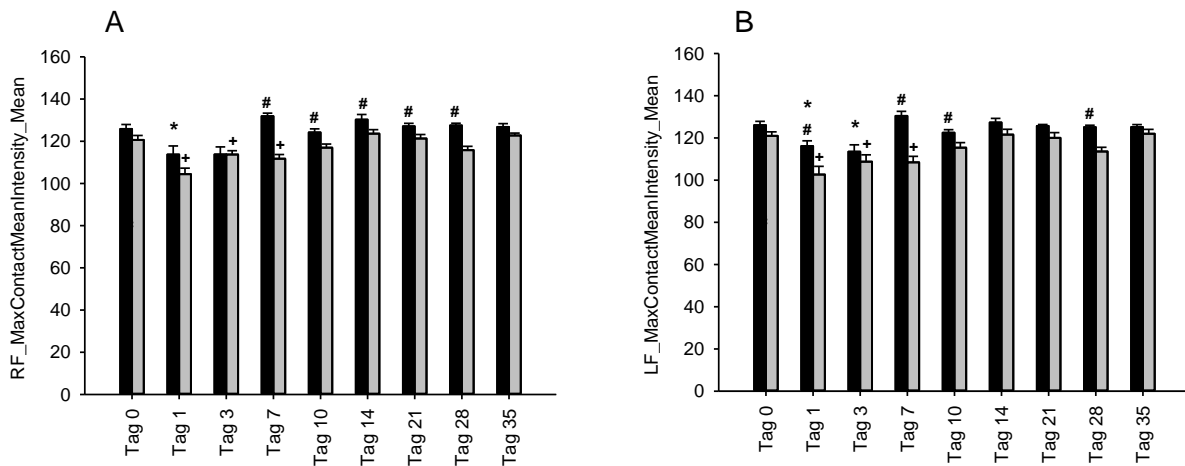 A
RF_MaxContactMeanIntensity_Mean
160
140
120
100
80
60
40
20
0
*
+
+
#
+
#
#
#
#
Tag 0
Tag 1
Tag 3
Tag 7
Tag 10
Tag 14
Tag 21
Tag 28
Tag 35
B
LF_MaxContactMeanIntensity_Mean
160
140
120
100
80
60
40
20
0
*
#
+
*
+
#
+
#
#
Tag 0
Tag 1
Tag 3
Tag 7
Tag 10
Tag 14
Tag 21
Tag 28
Tag 35